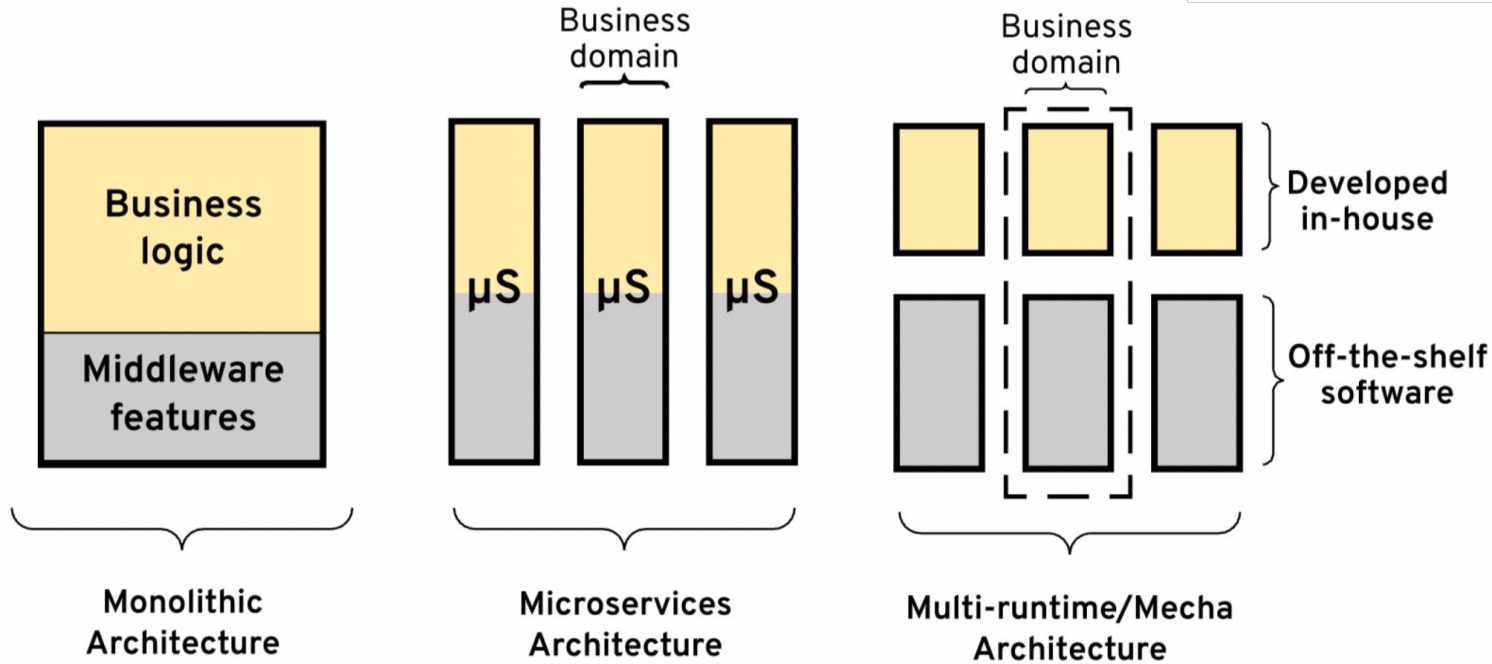 Business
domain
Business
domain
Business
logic
Middleware
features
µS
µS
µS
Developed
in-house
Off-the-shelf
software
Monolithic
Architecture
Microservices
Architecture
Multi-runtime/Mecha
Architecture